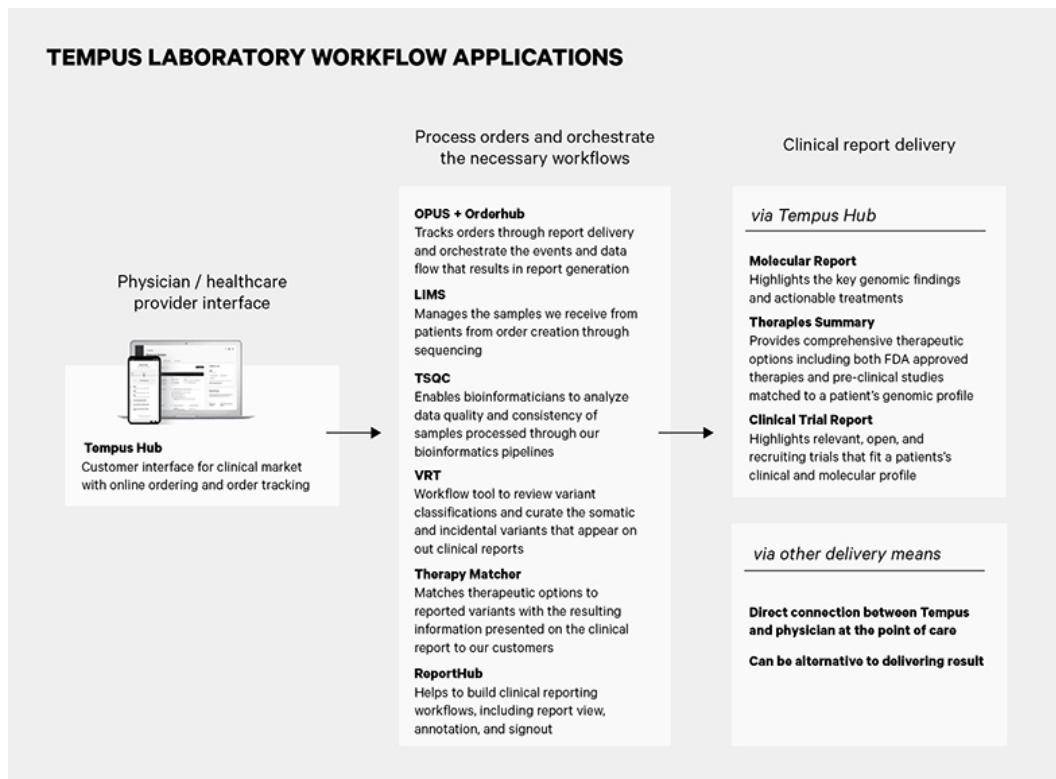 TEMPUS LABORATORY WORKFLOW APPLICATIONS
Physician / healthcare
provider interface
Tempus Hub
Customer interface for clinical market
with online ordering and order tracking
Process orders and orchestrate
the necessary workflows
OPUS + Orderhub
Tracks orders through report delivery
and orchestrate the events and data
flow that results in report generation
LIMS
Manages the samples we receive from
patients from order creation through
sequencing
TSQC
Enables bioinformaticians to analyze
data quality and consistency of
samples processed through our
bioinformatics pipelines
VRT
Workflow tool to review variant
classifications and curate the somatic
and incidental variants that appear on
out clinical reports
Therapy Matcher
Matches therapeutic options to
reported variants with the resulting
information presented on the clinical
report to our customers
ReportHub
Helps to build clinical reporting
workflows, including report view,
annotation, and signout
Clinical report delivery
via Tempus Hub
Molecular Report
Highlights the key genomic findings
and actionable treatments
Therapies Summary
Provides comprehensive therapeutic
options including both FDA approved
therapies and pre-clinical studies
matched to a patient's genomic profile
Clinical Trial Report
Highlights relevant, open, and
recruiting trials that fit a patients's
clinical and molecular profile
via other delivery means
Direct connection between Tempus
and physician at the point of care
Can be alternative to delivering result